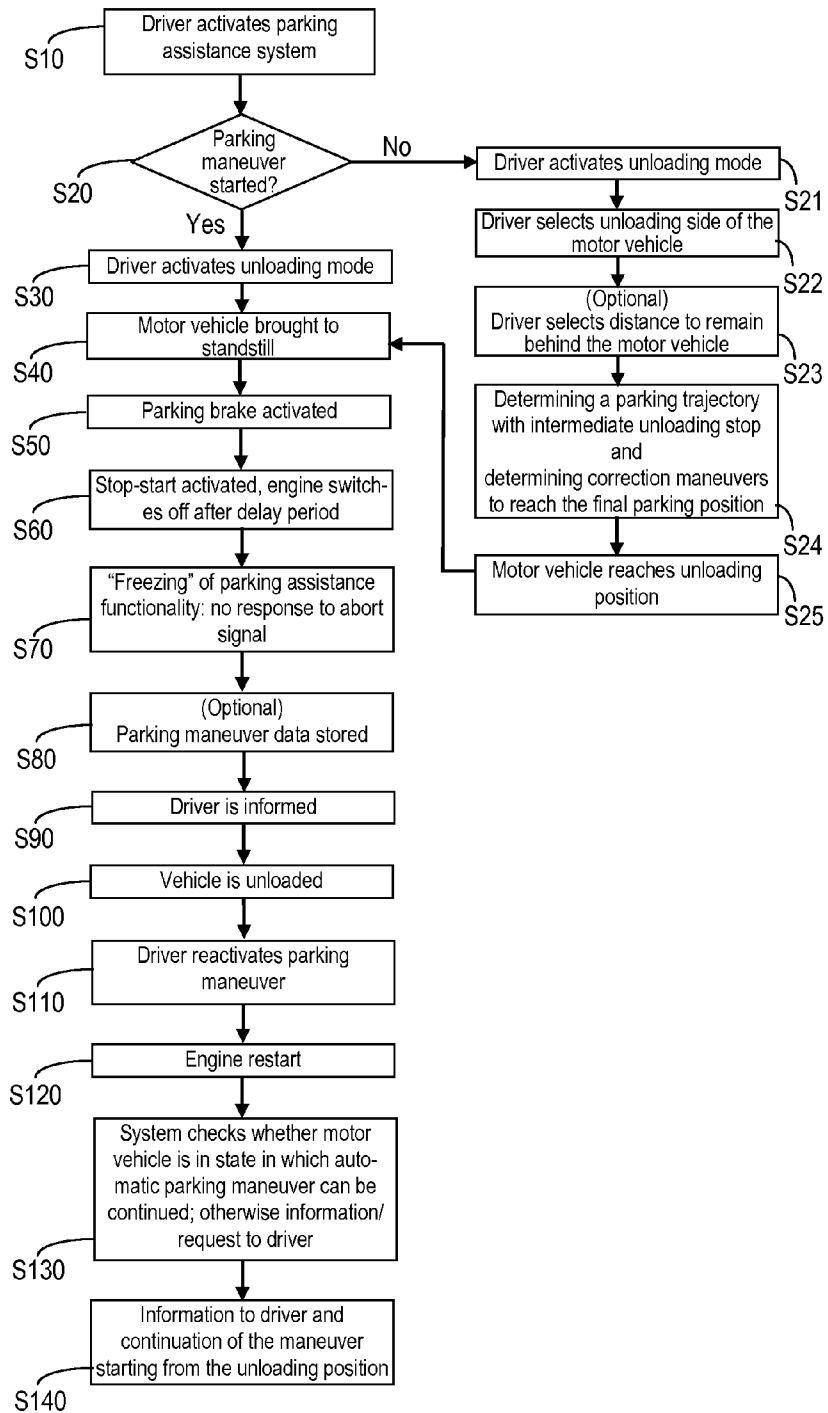 Driver activates parking
assistance system
S10
Parking
maneuver
started?
S20
No
Yes
Driver activates unloading mode
S21
Driver selects unloading side of the
motor vehicle
S22
(Optional)
Driver selects distance to remain
behind the motor vehicle
S23
Determining a parking trajectory
with intermediate unloading stop
and
determining correction maneuvers
to reach the final parking position
S24
Motor vehicle reaches unloading
position
S25
Driver activates unloading mode
S30
Motor vehicle brought to
standstill
S40
Parking brake activated
S50
Stop-start activated, engine switch-
es off after delay period
S60
“Freezing” of parking assistance
functionality: no response to abort
signal
S70
(Optional)
Parking maneuver data stored
S80
Driver is informed
S90
Vehicle is unloaded
S100
Driver reactivates parking
maneuver
S110
Engine restart
S120
System checks whether motor
vehicle is in state in which auto-
matic parking maneuver can be
continued; otherwise information/
request to driver
S130
Information to driver and
continuation of the maneuver
starting from the unloading position
S140